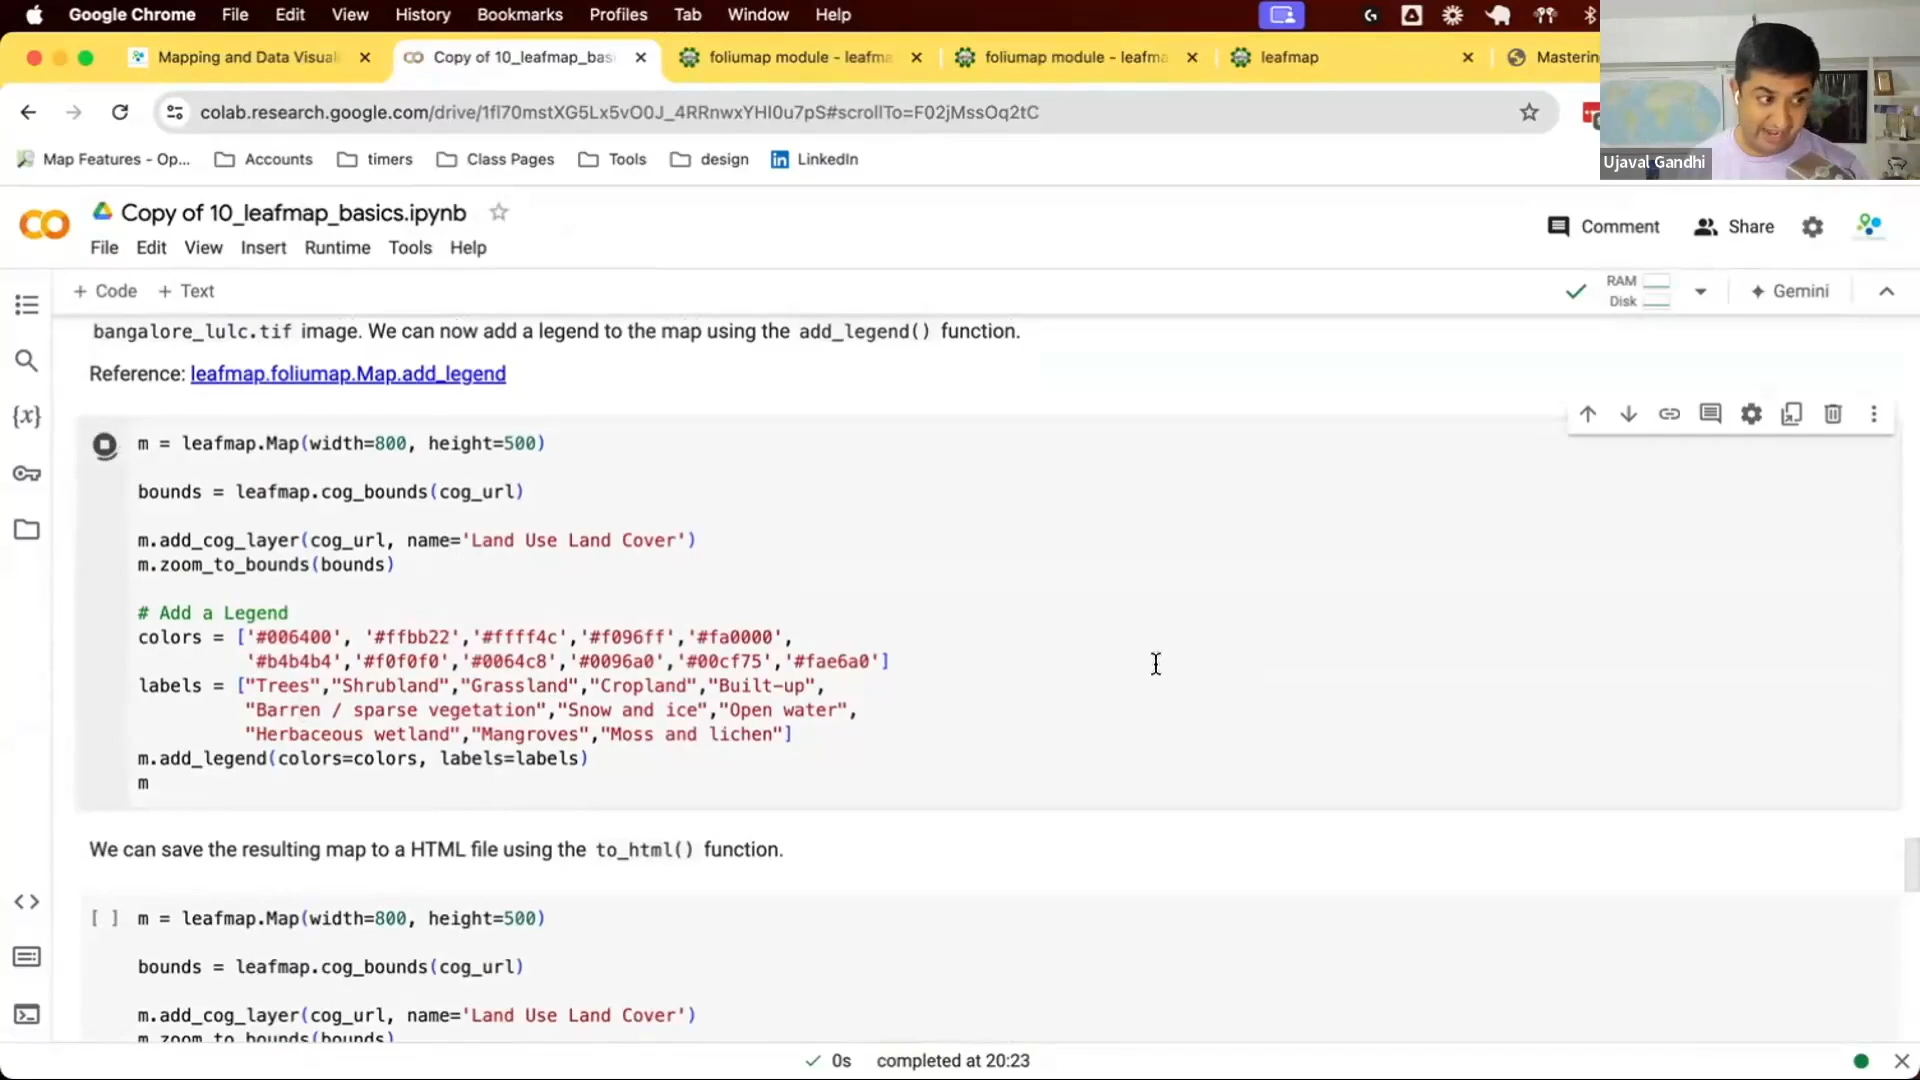 Google Chrome File Edit View History Bookmarks Profiles Tab Window Help
Mapping and Data Visual
Copy of 10_leafmap_bas
foliumap module - leafma
foliumap module - leafma
leafmap
Mastering
colab.research.google.com/drive/1fl70mstXG5Lx5vO0J_4RRnwxYHI0u7pS#scrollTo=F02jMssOq2tC
Map Features - Op...
Accounts
timers
Class Pages
Tools
design
LinkedIn
Ujaval Gandhi
Copy of 10_leafmap_basics.ipynb
Comment
Share
File Edit View Insert Runtime Tools Help
+ Code + Text
RAM
Disk
Gemini
bangalore_lulc.tif image. We can now add a legend to the map using the add_legend() function.
Reference: leafmap.foliumap.Map.add_legend
m = leafmap.Map(width=800, height=500)
bounds = leafmap.cog_bounds(cog_url)
m.add_cog_layer(cog_url, name='Land Use Land Cover')
m.zoom_to_bounds(bounds)
# Add a Legend
colors = ['#006400', '#ffbb22','#ffff4c','#f096ff','#fa0000',
'#b4b4b4','#f0f0f0','#0064c8','#0096a0','#00cf75','#fae6a0']
labels = ["Trees","Shrubland","Grassland","Cropland","Built-up",
"Barren / sparse vegetation","Snow and ice","Open water",
"Herbaceous wetland","Mangroves","Moss and lichen"]
m.add_legend(colors=colors, labels=labels)
m
We can save the resulting map to a HTML file using the to_html() function.
[ ] m = leafmap.Map(width=800, height=500)
bounds = leafmap.cog_bounds(cog_url)
m.add_cog_layer(cog_url, name='Land Use Land Cover')
m.zoom_to_bounds(bounds)
0s completed at 20:23